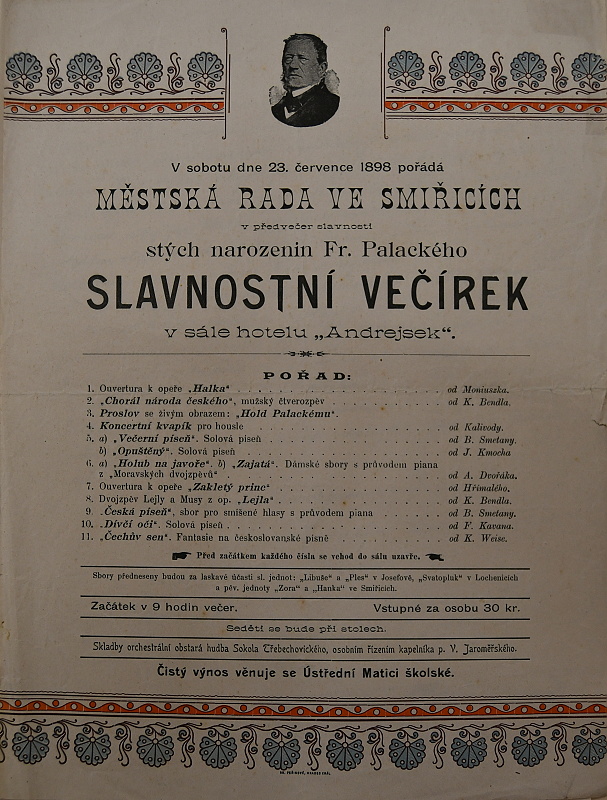 V sobotu dne 23. července 1898 pořádá
MĚSTSKÁ RADA VE SMIŘICÍCH
v předvečer slavnosti
stých narozenin Fr. Palackého
SLAVNOSTNÍ VEČÍREK
v sále hotelu „Andrejsek“.
POŘAD:
1. Ouvertura k opeře „Halka“ . . . . . od Moniuszka.
2. „Chorál národa českého“, mužský čtverozpěv . . . . . od K. Bendla.
3. Proslov se živým obrazem: „Hold Palackému“.
4. Koncertní kvapík pro housle . . . . . od Kalivody.
5. a) „Večerní píseň“. Solová píseň . . . . . od B. Smetany.
b) „Opuštěný“. Solová píseň . . . . . od J. Kmocha
6. a) „Holub na javoře“. b) „Zajatá“. Dámské sbory s průvodem piana
z „Moravských dvojzpěvů“ . . . . . od A. Dvořáka.
7. Ouvertura k opeře „Zakletý princ“ . . . . . od Hřímalého.
8. Dvojzpěv Lejly a Musy z op. „Lejla“ . . . . . od K. Bendla.
9. „Česká píseň“, sbor pro smíšené hlasy s průvodem piana . . . . . od B. Smetany.
10. „Dívčí oči“. Solová píseň . . . . . od F. Kavana.
11. „Čechův sen“. Fantasie na českoslovanské písně . . . . . od K. Weise.
Před začátkem každého čísla se vchod do sálu uzavře.
Sbory předneseny budou za laskavé účasti sl. jednot: „Libuše“ a „Ples“ v Josefově, „Svatopluk“ v Lochenicích
a pěv. jednoty „Zora“ a „Hanka“ ve Smiřicích.
Začátek v 9 hodin večer. Vstupné za osobu 30 kr.
Seděti se bude při stolech.
Skladby orchestrální obstará hudba Sokola Třebechovického, osobním řízením kapelníka p. V. Jaroměřského.
Čistý výnos věnuje se Ústřední Matici školské.